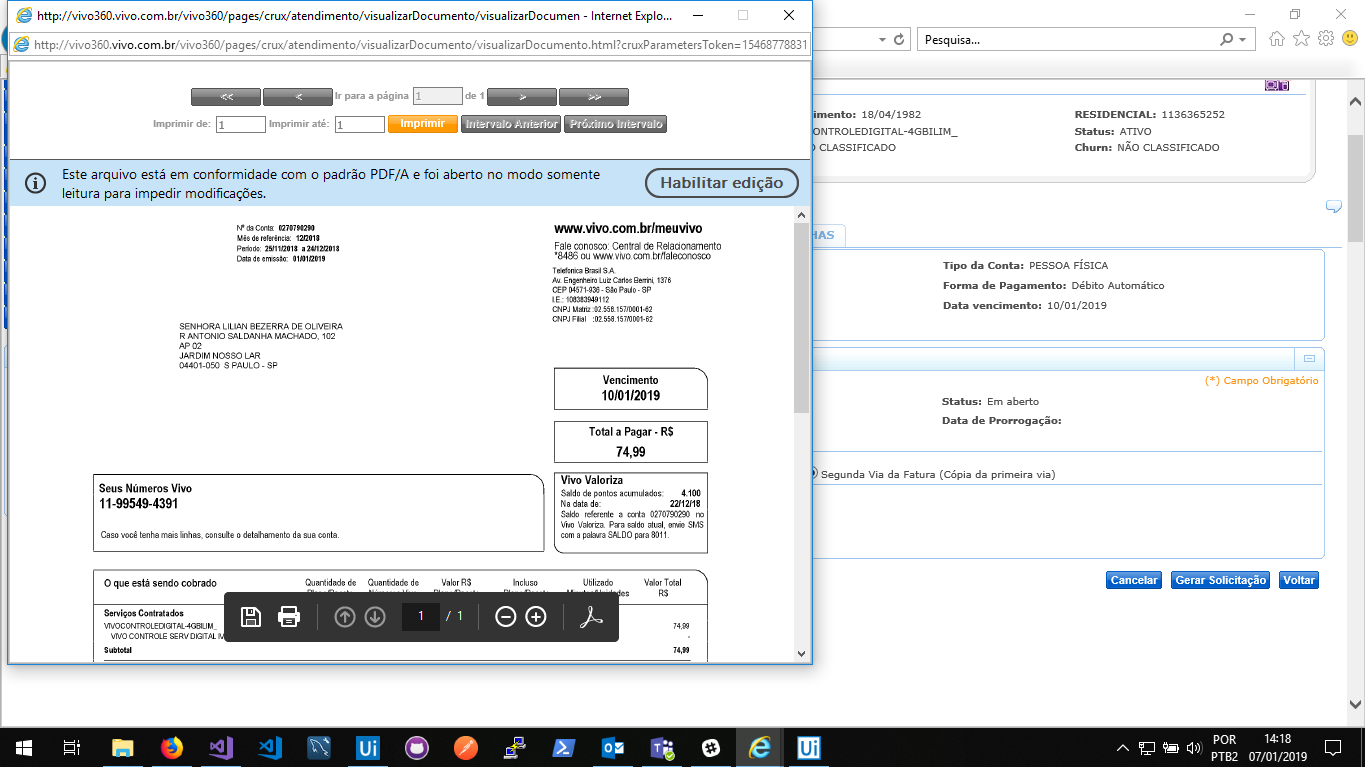 http://vivo360.vivo.com.br/vivo360/pages/crux/atendimento/visualizarDocumento/visualizarDocumen - Internet Explo...
http://vivo360.vivo.com.br/vivo360/pages/crux/atendimento/visualizarDocumento/visualizarDocumento.html?cruxParametersToken=15468778831
<< < Ir para a página 1 de 1 > >>
Imprimir de: 1 Imprimir até: 1 Imprimir Intervalo Anterior Próximo Intervalo
Este arquivo está em conformidade com o padrão PDF/A e foi aberto no modo somente
leitura para impedir modificações.
Habilitar edição
Nº da Conta: 0270790290
Mês de referência: 12/2018
Período: 25/11/2018 a 24/12/2018
Data de emissão: 01/01/2019
www.vivo.com.br/meuvivo
Fale conosco: Central de Relacionamento
*8486 ou www.vivo.com.br/faleconosco
Telefonica Brasil S.A.
Av. Engenheiro Luiz Carlos Berrini, 1376
CEP 04571-936 - São Paulo - SP
I.E.: 108383949112
CNPJ Matriz :02.558.157/0001-62
CNPJ Filial :02.558.157/0001-62
SENHORA LILIAN BEZERRA DE OLIVEIRA
R ANTONIO SALDANHA MACHADO, 102
AP 02
JARDIM NOSSO LAR
04401-050 S PAULO - SP
Vencimento
10/01/2019
Total a Pagar - R$
74,99
Seus Números Vivo
11-99549-4391
Caso você tenha mais linhas, consulte o detalhamento da sua conta.
Vivo Valoriza
Saldo de pontos acumulados: 4.100
Na data de: 22/12/18
Saldo referente a conta 0270790290 no
Vivo Valoriza. Para saldo atual, envie SMS
com a palavra SALDO para 8011.
O que está sendo cobrado Quantidade de Quantidade de Valor R$ Incluso Utilizado Valor Total
R$
Serviços Contratados
VIVOCONTROLEDIGITAL-4GBILIM_ 74,99
VIVO CONTROLE SERV DIGITAL IV -
Subtotal 74,99
1 / 1
Pesquisa...
imento: 18/04/1982
ONTROLEDIGITAL-4GBILIM_
O CLASSIFICADO
RESIDENCIAL: 1136365252
Status: ATIVO
Churn: NÃO CLASSIFICADO
HAS
Tipo da Conta: PESSOA FÍSICA
Forma de Pagamento: Débito Automático
Data vencimento: 10/01/2019
(*) Campo Obrigatório
Status: Em aberto
Data de Prorrogação:
Segunda Via da Fatura (Cópia da primeira via)
Cancelar Gerar Solicitação Voltar
Ui Ui
POR
PTB2
14:18
07/01/2019